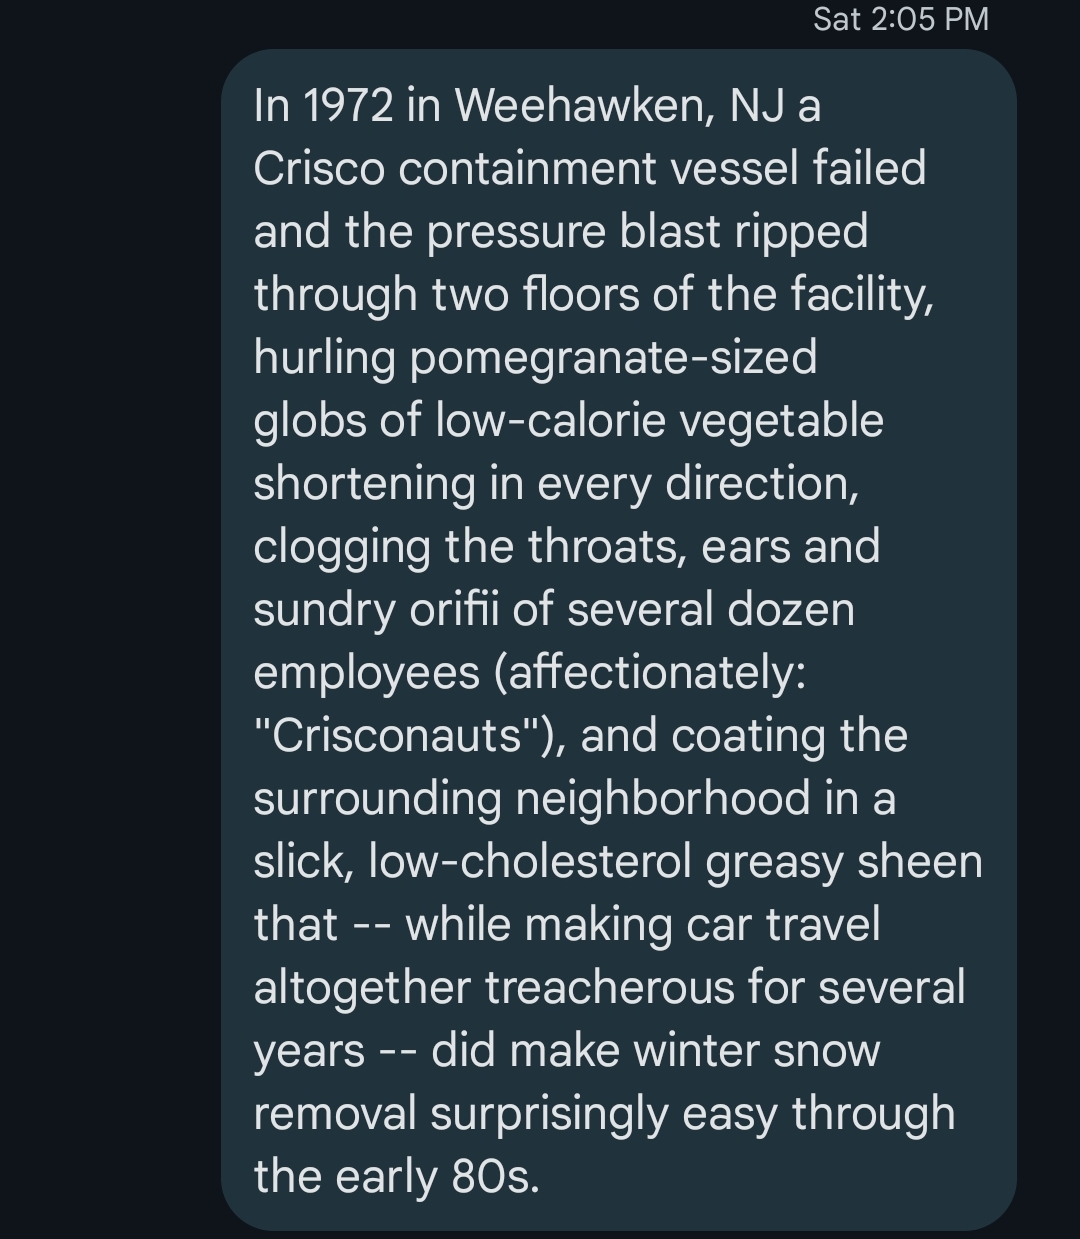 Sat 2:05 PM
In 1972 in Weehawken, NJ a
Crisco containment vessel failed
and the pressure blast ripped
through two floors of the facility,
hurling pomegranate-sized
globs of low-calorie vegetable
shortening in every direction,
clogging the throats, ears and
sundry orifii of several dozen
employees (affectionately:
"Crisconauts"), and coating the
surrounding neighborhood in a
slick, low-cholesterol greasy sheen
that -- while making car travel
altogether treacherous for several
years -- did make winter snow
removal surprisingly easy through
the early 80s.